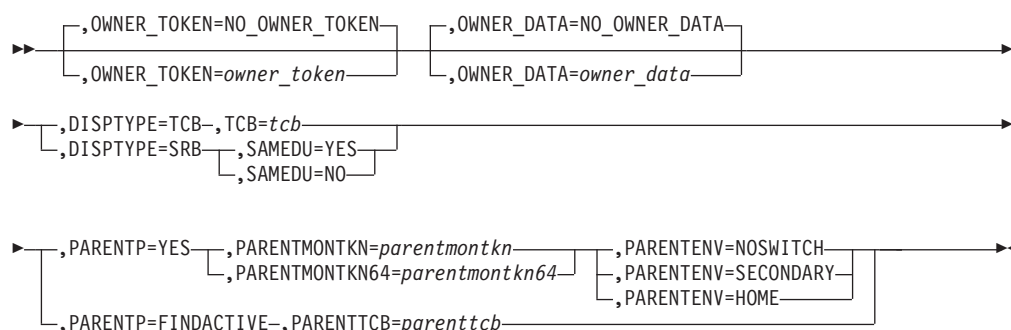 ,OWNER_TOKEN=NO_OWNER_TOKEN ,OWNER_DATA=NO_OWNER_DATA
,OWNER_TOKEN=owner_token ,OWNER_DATA=owner_data
,DISPTYPE=TCB ,TCB=tcb
,DISPTYPE=SRB ,SAMEDU=YES
,SAMEDU=NO
,PARENTP=YES ,PARENTMONTKN=parentmontkn ,PARENTENV=NOSWITCH
,PARENTMONTKN64=parentmontkn64 ,PARENTENV=SECONDARY
,PARENTENV=HOME
,PARENTP=FINDACTIVE ,PARENTTCB=parenttcb